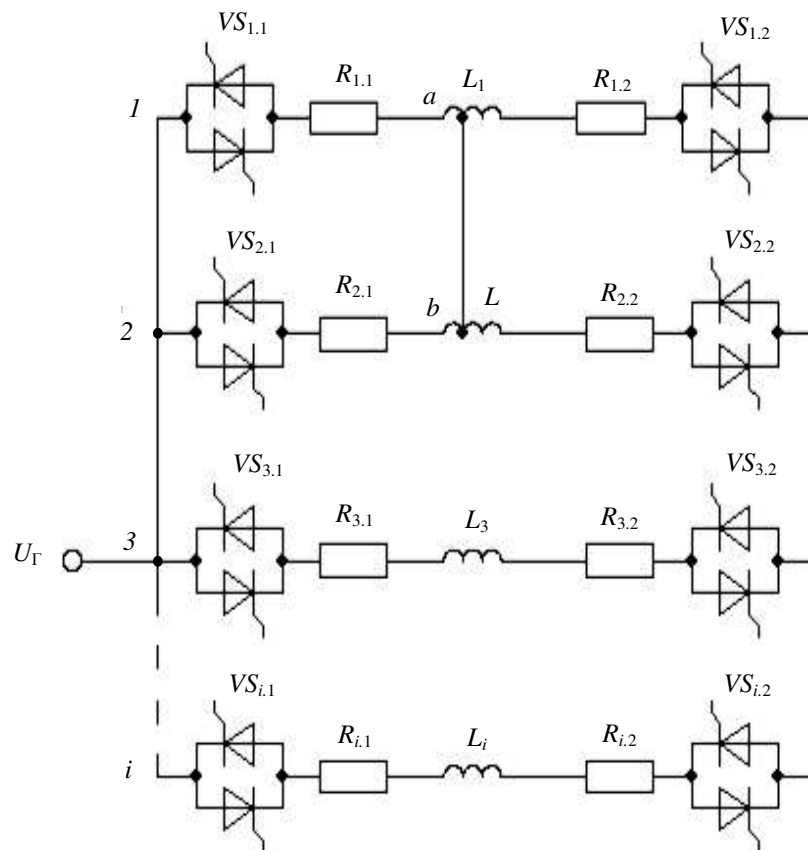 VS1.1
VS1.2
R1.1
L1
R1.2
1
a
VS2.1
VS2.2
R2.1
L
R2.2
2
b
VS3.1
VS3.2
R3.1
L3
R3.2
3
UГ
VSi.1
VSi.2
Ri.1
Li
Ri.2
i